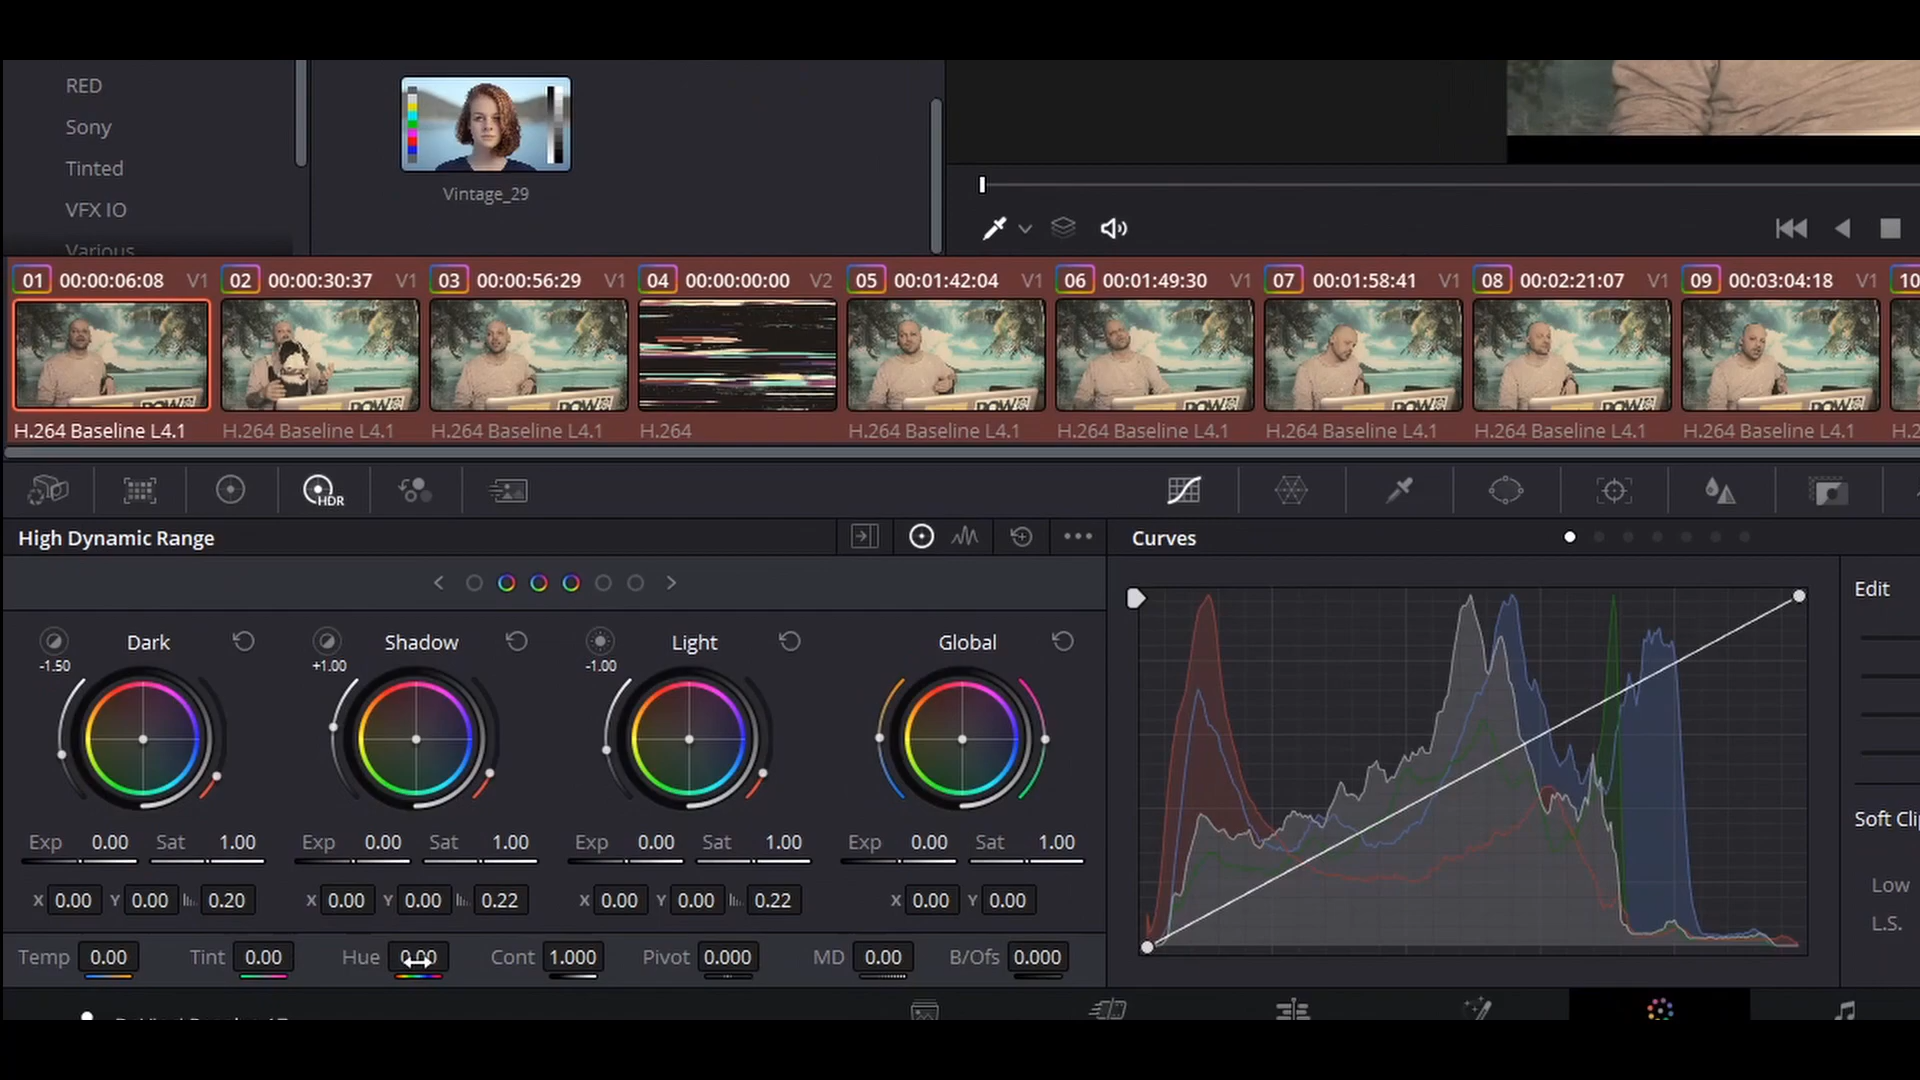 RED
Sony
Tinted
VFX IO
Various
Vintage_29
01 00:00:06:08 V1 02 00:00:30:37 V1 03 00:00:56:29 V1 04 00:00:00:00 V2 05 00:01:42:04 V1 06 00:01:49:30 V1 07 00:01:58:41 V1 08 00:02:21:07 V1 09 00:03:04:18 V1 10
POW POW POW POW POW POW POW POW
H.264 Baseline L4.1 H.264 Baseline L4.1 H.264 Baseline L4.1 H.264 H.264 Baseline L4.1 H.264 Baseline L4.1 H.264 Baseline L4.1 H.264 Baseline L4.1 H.264 Baseline L4.1 H.2
HDR
High Dynamic Range
Curves
Edit
Dark Shadow Light Global
-1.50 +1.00 -1.00
Exp 0.00 Sat 1.00 Exp 0.00 Sat 1.00 Exp 0.00 Sat 1.00 Exp 0.00 Sat 1.00
X 0.00 Y 0.00 0.20 X 0.00 Y 0.00 0.22 X 0.00 Y 0.00 0.22 X 0.00 Y 0.00
Temp 0.00 Tint 0.00 Hue 0.00 Cont 1.000 Pivot 0.000 MD 0.00 B/Ofs 0.000
Soft Cli
Low
L.S.